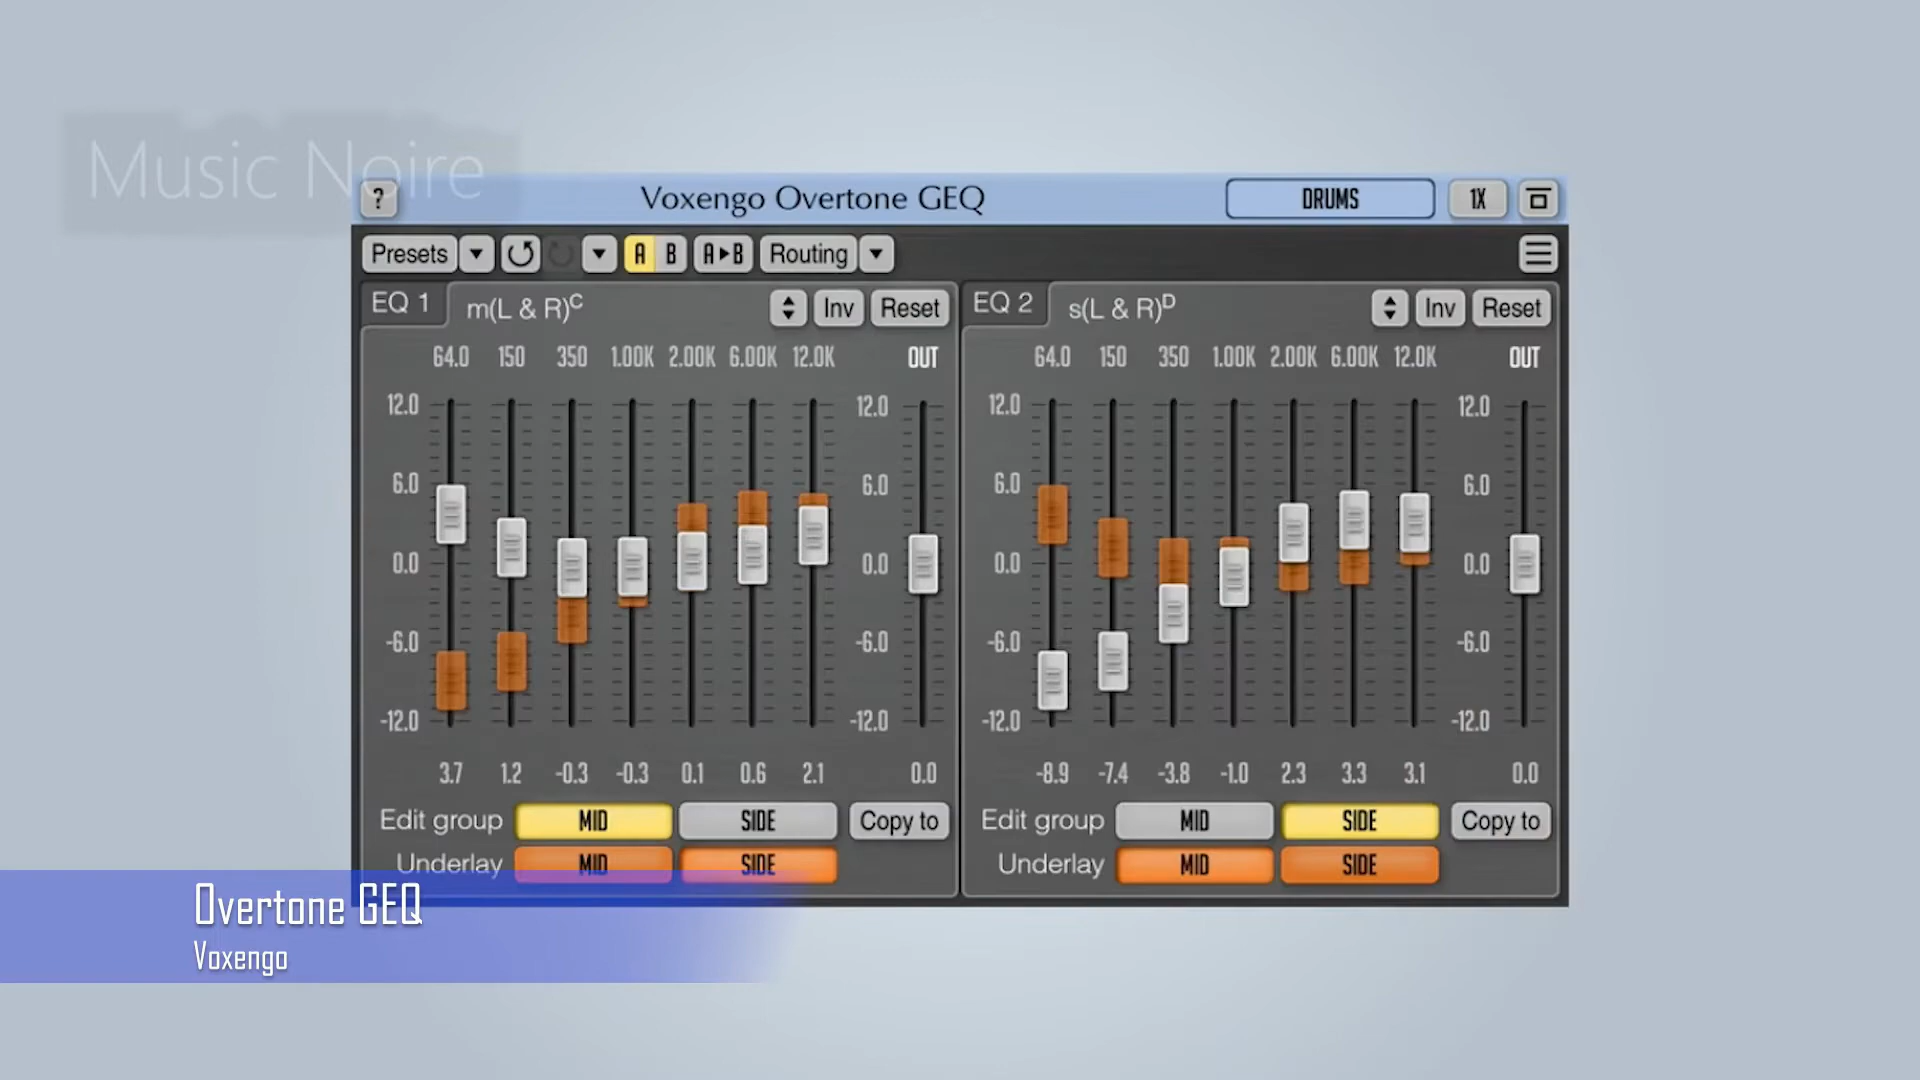 Music Noire
? Voxengo Overtone GEQ DRUMS 1X
Presets A B A▸B Routing
EQ 1 m(L & R)C Inv Reset
64.0 150 350 1.00K 2.00K 6.00K 12.0K OUT
12.0 12.0
6.0 6.0
0.0 0.0
-6.0 -6.0
-12.0 -12.0
3.7 1.2 -0.3 -0.3 0.1 0.6 2.1 0.0
Edit group MID SIDE Copy to
Underlay MID SIDE
EQ 2 s(L & R)D Inv Reset
64.0 150 350 1.00K 2.00K 6.00K 12.0K OUT
12.0 12.0
6.0 6.0
0.0 0.0
-6.0 -6.0
-12.0 -12.0
-8.9 -7.4 -3.8 -1.0 2.3 3.3 3.1 0.0
Edit group MID SIDE Copy to
Underlay MID SIDE
Overtone GEQ
Voxengo